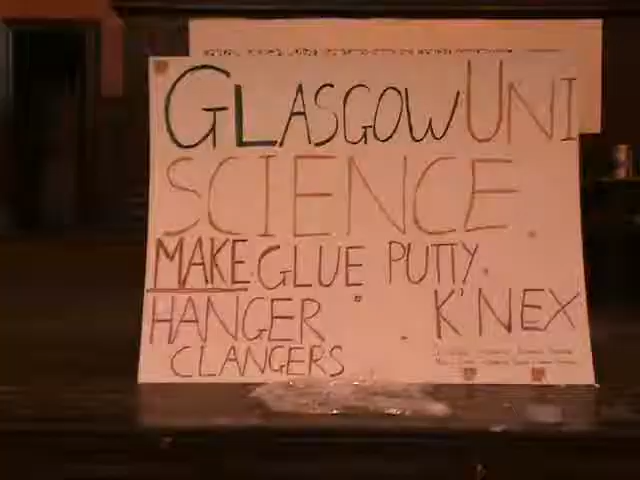 GLASGOW UNI
SCIENCE.
MAKE GLUE PUTTY.
HANGER
CLANGERS
K'NEX